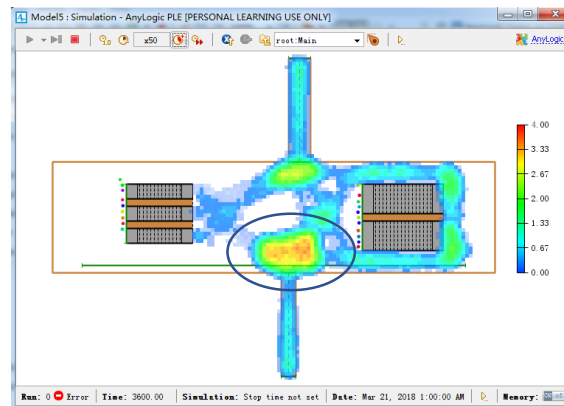 Model5 : Simulation - AnyLogic PLE [PERSONAL LEARNING USE ONLY]
x50
root:Main
AnyLogic
4.00
3.33
2.67
2.00
1.33
0.67
0.00
Run: 0 Error Time: 3600.00 Simulation: Stop time not set Date: Mar 21, 2018 1:00:00 AM Memory: